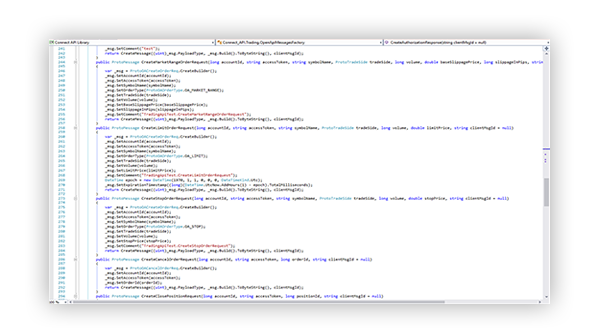 Connect API Library
Connect_API.Trading.OpenApiMessagesFactory
CreateAuthorizationResponse(string clientMsgId = null)
_msg.SetComment("test");
return CreateMessage((uint)_msg.PayloadType, _msg.Build().ToByteString(), clientMsgId);
}
public ProtoMessage CreateMarketRangeOrderRequest(long accountId, string accessToken, string symbolName, ProtoTradeSide tradeSide, long volume, double baseSlippagePrice, long slippageInPips, strin
{
var _msg = ProtoOACreateOrderReq.CreateBuilder();
_msg.SetAccountId(accountId);
_msg.SetAccessToken(accessToken);
_msg.SetSymbolName(symbolName);
_msg.SetOrderType(ProtoOAOrderType.OA_MARKET_RANGE);
_msg.SetTradeSide(tradeSide);
_msg.SetVolume(volume);
_msg.SetBaseSlippagePrice(baseSlippagePrice);
_msg.SetSlippageInPips(slippageInPips);
_msg.SetComment("TradingApiTest.CreateMarketRangeOrderRequest");
return CreateMessage((uint)_msg.PayloadType, _msg.Build().ToByteString(), clientMsgId);
}
public ProtoMessage CreateLimitOrderRequest(long accountId, string accessToken, string symbolName, ProtoTradeSide tradeSide, long volume, double limitPrice, string clientMsgId = null)
{
var _msg = ProtoOACreateOrderReq.CreateBuilder();
_msg.SetAccountId(accountId);
_msg.SetAccessToken(accessToken);
_msg.SetSymbolName(symbolName);
_msg.SetOrderType(ProtoOAOrderType.OA_LIMIT);
_msg.SetTradeSide(tradeSide);
_msg.SetVolume(volume);
_msg.SetLimitPrice(limitPrice);
_msg.SetComment("TradingApiTest.CreateLimitOrderRequest");
DateTime epoch = new DateTime(1970, 1, 1, 0, 0, 0, DateTimeKind.Utc);
_msg.SetExpirationTimestamp((long)(DateTime.UtcNow.AddHours(1) - epoch).TotalMilliseconds);
return CreateMessage((uint)_msg.PayloadType, _msg.Build().ToByteString(), clientMsgId);
}
public ProtoMessage CreateStopOrderRequest(long accountId, string accessToken, string symbolName, ProtoTradeSide tradeSide, long volume, double stopPrice, string clientMsgId = null)
{
var _msg = ProtoOACreateOrderReq.CreateBuilder();
_msg.SetAccountId(accountId);
_msg.SetAccessToken(accessToken);
_msg.SetSymbolName(symbolName);
_msg.SetOrderType(ProtoOAOrderType.OA_STOP);
_msg.SetTradeSide(tradeSide);
_msg.SetVolume(volume);
_msg.SetStopPrice(stopPrice);
_msg.SetComment("TradingApiTest.CreateStopOrderRequest");
return CreateMessage((uint)_msg.PayloadType, _msg.Build().ToByteString(), clientMsgId);
}
public ProtoMessage CreateCancelOrderRequest(long accountId, string accessToken, long orderId, string clientMsgId = null)
{
var _msg = ProtoOACancelOrderReq.CreateBuilder();
_msg.SetAccountId(accountId);
_msg.SetAccessToken(accessToken);
_msg.SetOrderId(orderId);
return CreateMessage((uint)_msg.PayloadType, _msg.Build().ToByteString(), clientMsgId);
}
public ProtoMessage CreateClosePositionRequest(long accountId, string accessToken, long positionId, string clientMsgId = null)